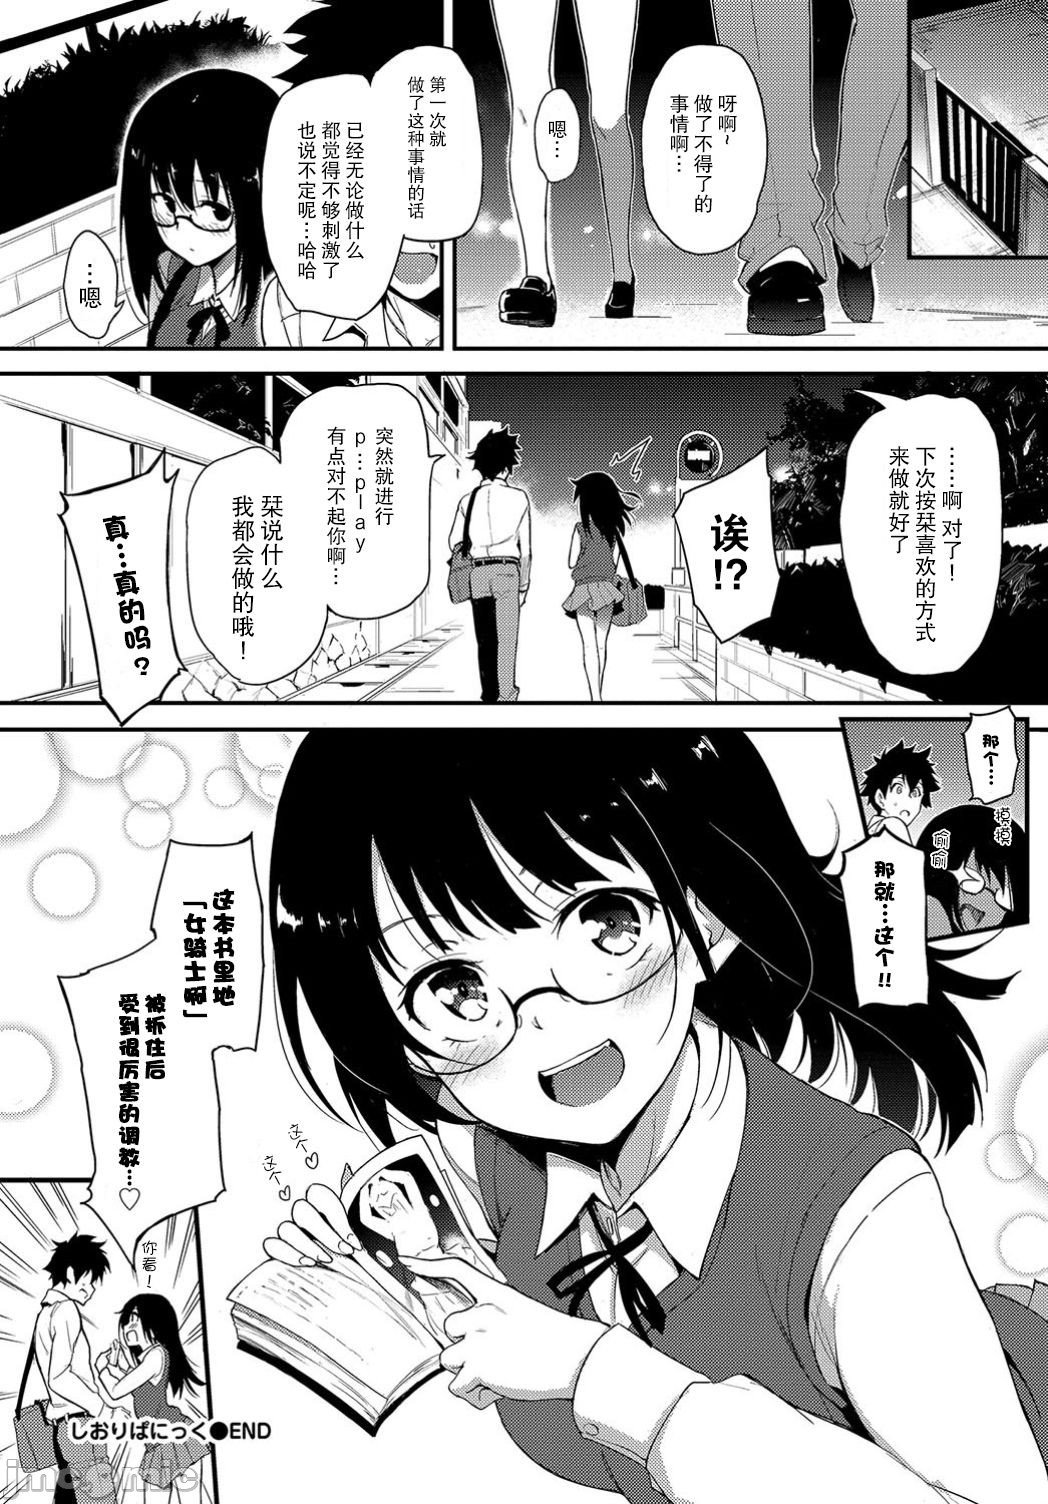 呀啊~
做了不得了的
事情啊…
嗯…
第一次就
做了这种事情的话
已经无论做什么
都觉得不够刺激了
也说不定呢…哈哈
…嗯
……啊 对了！
下次按栞喜欢的方式
来做就好了
诶!?
突然就进行
p…play
有点对不起你啊…
栞说什么
我都会做的哦！
真…真的吗？
那个…
摸摸
偷偷
那就…这个!!
这本书里地
「女骑士啊」
被抓住后
受到很厉害的调教…♡
这个♡
这个♡
你看！
しおりぱにっく●END
jmcomic